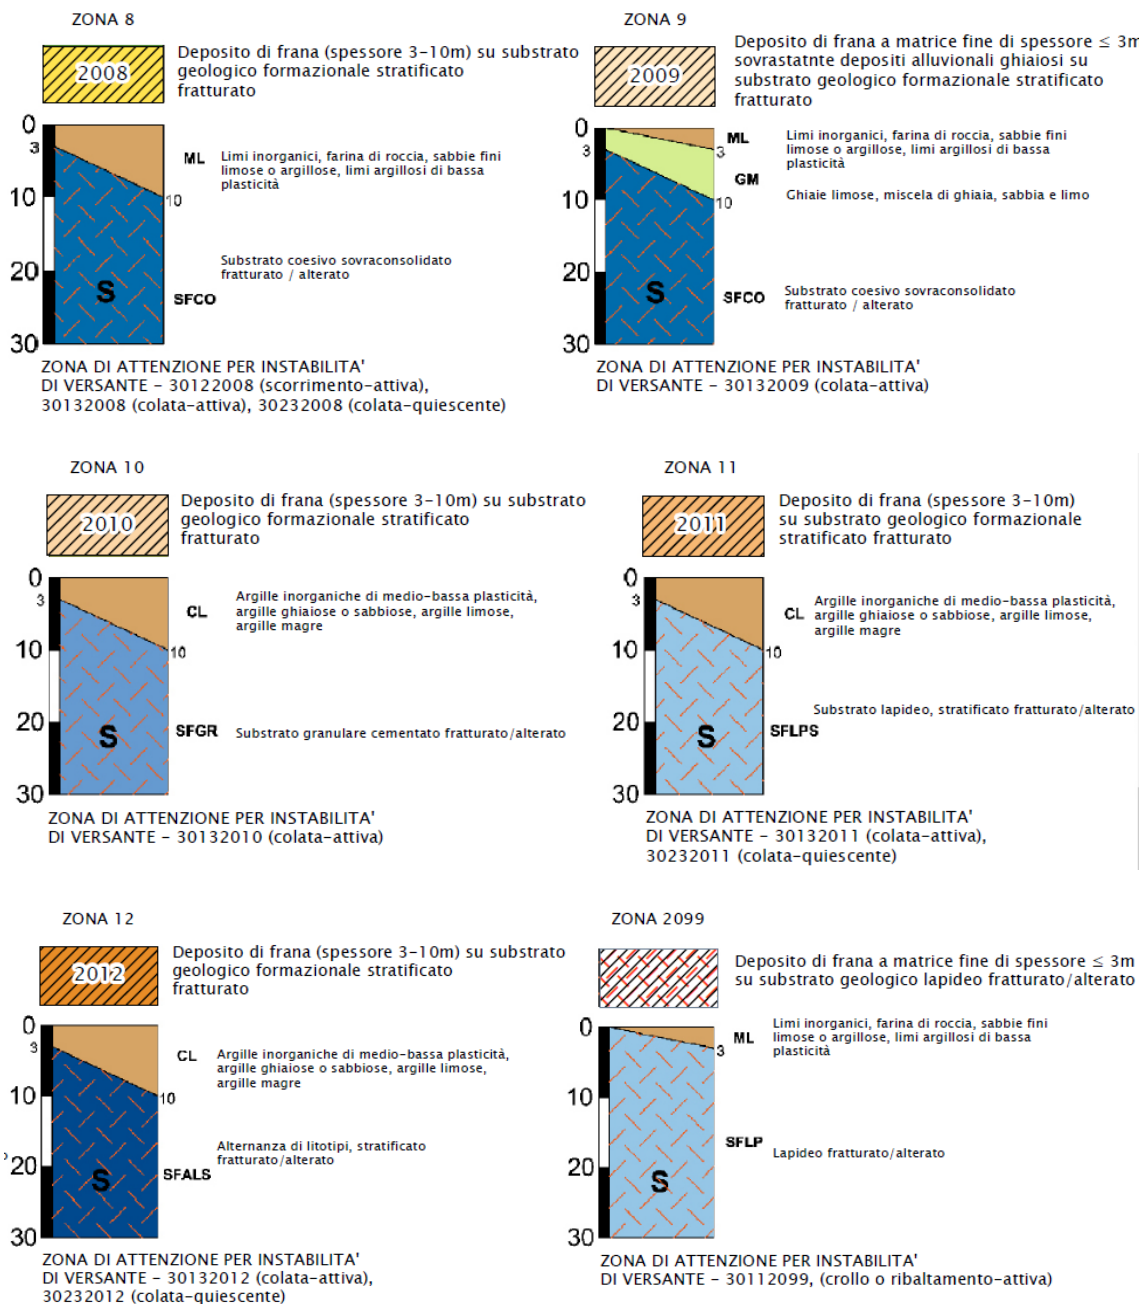 ZONA 8
2008
Deposito di frana (spessore 3-10m) su substrato
geologico formazionale stratificato
fratturato
0
3
10
20
30
10
ML
Limi inorganici, farina di roccia, sabbie fini
limose o argillose, limi argillosi di bassa
plasticità
Substrato coesivo sovraconsolidato
fratturato / alterato
S
SFCO
ZONA DI ATTENZIONE PER INSTABILITA'
DI VERSANTE - 30122008 (scorrimento-attiva),
30132008 (colata-attiva), 30232008 (colata-quiescente)
ZONA 9
2009
Deposito di frana a matrice fine di spessore ≤ 3m
sovrastatnte depositi alluvionali ghiaiosi su
substrato geologico formazionale stratificato
fratturato
0
3
10
20
30
3
10
ML
Limi inorganici, farina di roccia, sabbie fini
limose o argillose, limi argillosi di bassa
plasticità
GM
Ghiaie limose, miscela di ghiaia, sabbia e limo
S
SFCO
Substrato coesivo sovraconsolidato
fratturato / alterato
ZONA DI ATTENZIONE PER INSTABILITA'
DI VERSANTE - 30132009 (colata-attiva)
ZONA 10
2010
Deposito di frana (spessore 3-10m) su substrato
geologico formazionale stratificato
fratturato
0
3
10
20
30
10
CL
Argille inorganiche di medio-bassa plasticità,
argille ghiaiose o sabbiose, argille limose,
argille magre
S
SFGR
Substrato granulare cementato fratturato/alterato
ZONA DI ATTENZIONE PER INSTABILITA'
DI VERSANTE - 30132010 (colata-attiva)
ZONA 11
2011
Deposito di frana (spessore 3-10m)
su substrato geologico formazionale
stratificato fratturato
0
3
10
20
30
10
CL
Argille inorganiche di medio-bassa plasticità,
argille ghiaiose o sabbiose, argille limose,
argille magre
Substrato lapideo, stratificato fratturato/alterato
S
SFLPS
ZONA DI ATTENZIONE PER INSTABILITA'
DI VERSANTE - 30132011 (colata-attiva),
30232011 (colata-quiescente)
ZONA 12
2012
Deposito di frana (spessore 3-10m) su substrato
geologico formazionale stratificato
fratturato
0
3
10
20
30
10
CL
Argille inorganiche di medio-bassa plasticità,
argille ghiaiose o sabbiose, argille limose,
argille magre
Alternanza di litotipi, stratificato
fratturato/alterato
S
SFALS
ZONA DI ATTENZIONE PER INSTABILITA'
DI VERSANTE - 30132012 (colata-attiva),
30232012 (colata-quiescente)
ZONA 2099
Deposito di frana a matrice fine di spessore ≤ 3m
su substrato geologico lapideo fratturato/alterato
0
10
20
30
3
ML
Limi inorganici, farina di roccia, sabbie fini
limose o argillose, limi argillosi di bassa
plasticità
SFLP
Lapideo fratturato/alterato
S
ZONA DI ATTENZIONE PER INSTABILITA'
DI VERSANTE - 30112099, (crollo o ribaltamento-attiva)